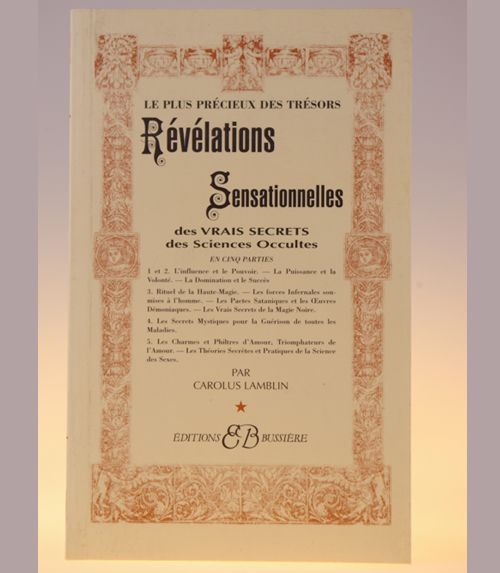 LE PLUS PRÉCIEUX DES TRÉSORS
Révélations
Sensationnelles
des VRAIS SECRETS
des Sciences Occultes
EN CINQ PARTIES
1 et 2. L'influence et le Pouvoir. — La Puissance et la
Volonté. — La Domination et le Succès
3. Rituel de la Haute-Magie. — Les forces Infernales sou-
mises à l'homme. — Les Pactes Sataniques et les Œuvres
Démoniaques. — Les Vrais Secrets de la Magie Noire.
4. Les Secrets Mystiques pour la Guérison de toutes les
Maladies.
5. Les Charmes et Philtres d'Amour, Triomphateurs de
l'Amour. — Les Théories Secrètes et Pratiques de la Science
des Sexes.
PAR
CAROLUS LAMBLIN
ÉDITIONS EB BUSSIÈRE